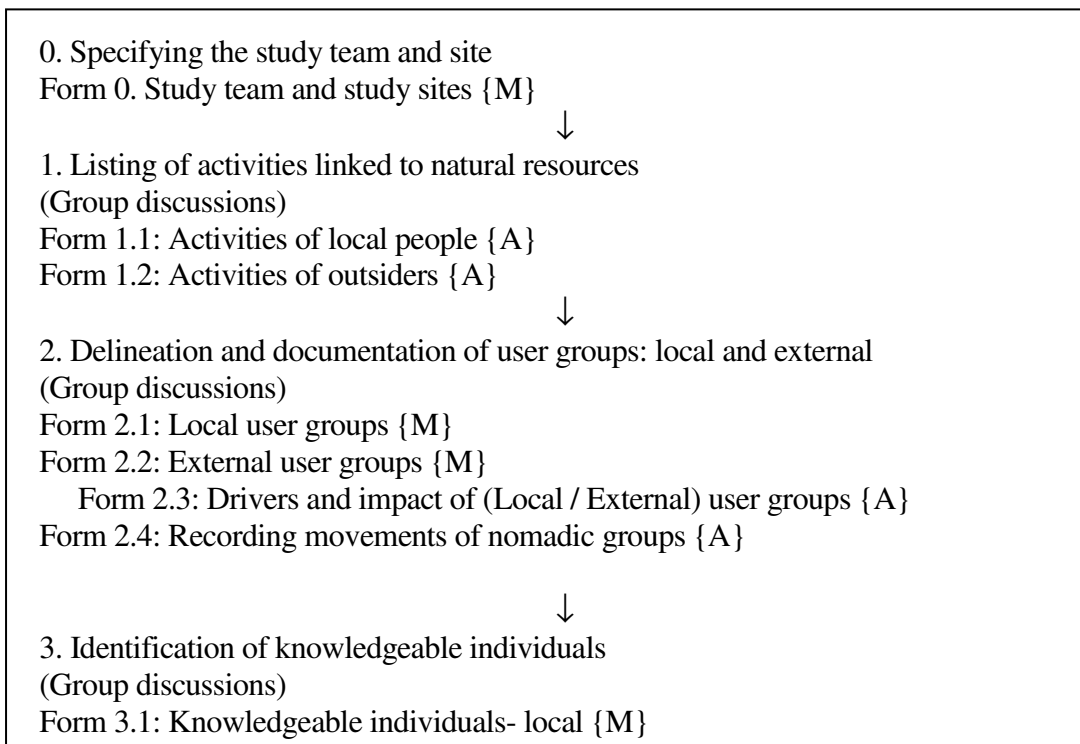 0. Specifying the study team and site
Form 0. Study team and study sites {M}
↓
1. Listing of activities linked to natural resources
(Group discussions)
Form 1.1: Activities of local people {A}
Form 1.2: Activities of outsiders {A}
↓
2. Delineation and documentation of user groups: local and external
(Group discussions)
Form 2.1: Local user groups {M}
Form 2.2: External user groups {M}
Form 2.3: Drivers and impact of (Local / External) user groups {A}
Form 2.4: Recording movements of nomadic groups {A}
↓
3. Identification of knowledgeable individuals
(Group discussions)
Form 3.1: Knowledgeable individuals- local {M}